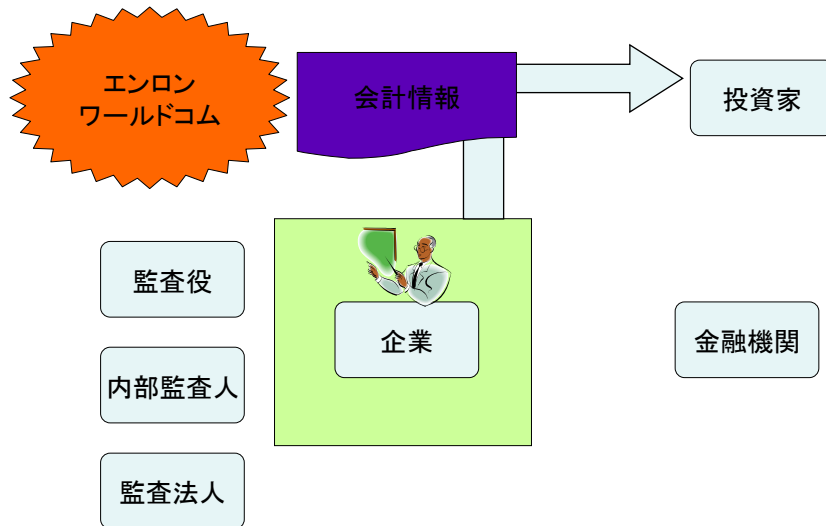 エンロン
ワールドコム
会計情報
投資家
監査役
企業
金融機関
内部監査人
監査法人